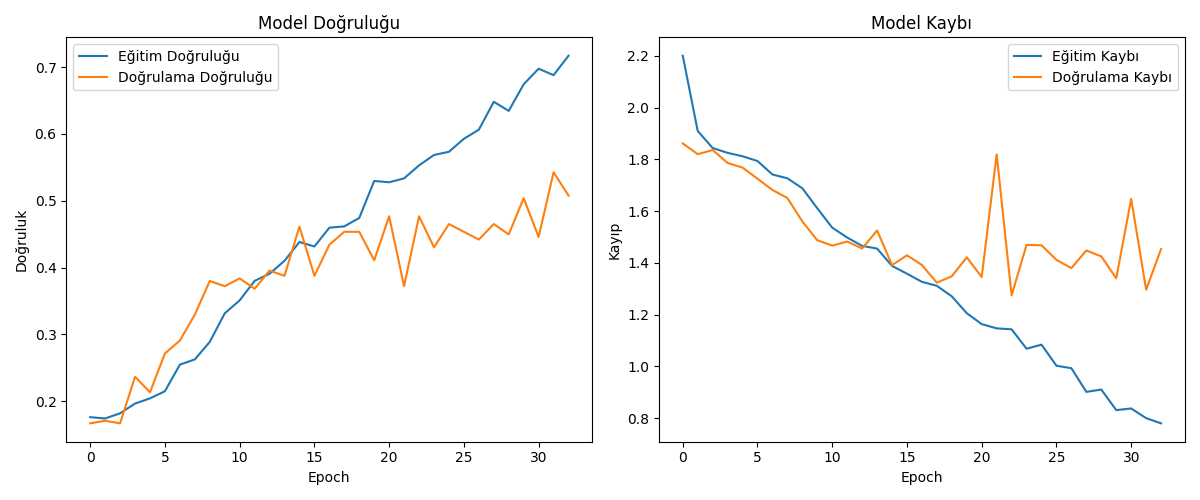 Model Doğruluğu
Eğitim Doğruluğu
Doğrulama Doğruluğu
Doğruluk
0.7
0.6
0.5
0.4
0.3
0.2
0 5 10 15 20 25 30
Epoch
Model Kaybı
Eğitim Kaybı
Doğrulama Kaybı
Kayıp
2.2
2.0
1.8
1.6
1.4
1.2
1.0
0.8
0 5 10 15 20 25 30
Epoch